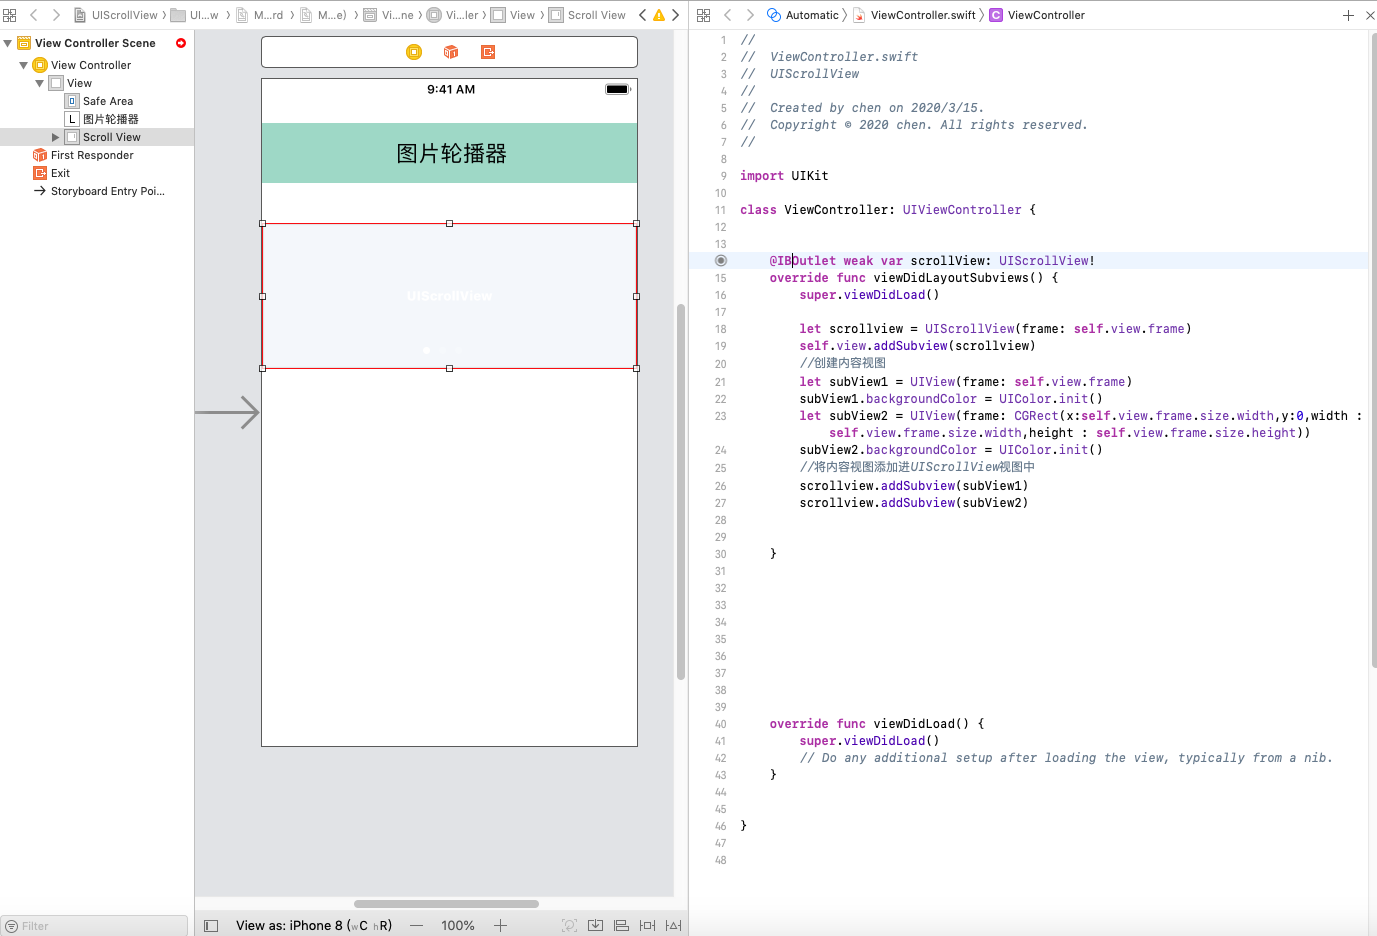 UIScrollView 〉 UI...w 〉 M...rd 〉 M...e) 〉 Vi...ne 〉 Vi...ler 〉 View 〉 Scroll View
Automatic 〉 ViewController.swift 〉 C ViewController
View Controller Scene
View Controller
View
Safe Area
L 图片轮播器
Scroll View
First Responder
Exit
Storyboard Entry Poi...
Filter
9:41 AM
图片轮播器
UIScrollView
View as: iPhone 8 (wC hR)
100%
1 //
2 //  ViewController.swift
3 //  UIScrollView
4 //
5 //  Created by chen on 2020/3/15.
6 //  Copyright © 2020 chen. All rights reserved.
7 //
8
9 import UIKit
10
11 class ViewController: UIViewController {
12
13
@IBOutlet weak var scrollView: UIScrollView!
15 override func viewDidLayoutSubviews() {
16 super.viewDidLoad()
17
18 let scrollview = UIScrollView(frame: self.view.frame)
19 self.view.addSubview(scrollview)
20 //创建内容视图
21 let subView1 = UIView(frame: self.view.frame)
22 subView1.backgroundColor = UIColor.init()
23 let subView2 = UIView(frame: CGRect(x:self.view.frame.size.width,y:0,width :
self.view.frame.size.width,height : self.view.frame.size.height))
24 subView2.backgroundColor = UIColor.init()
25 //将内容视图添加进UIScrollView视图中
26 scrollview.addSubview(subView1)
27 scrollview.addSubview(subView2)
28
29
30 }
31
32
33
34
35
36
37
38
39
40 override func viewDidLoad() {
41 super.viewDidLoad()
42 // Do any additional setup after loading the view, typically from a nib.
43 }
44
45
46 }
47
48